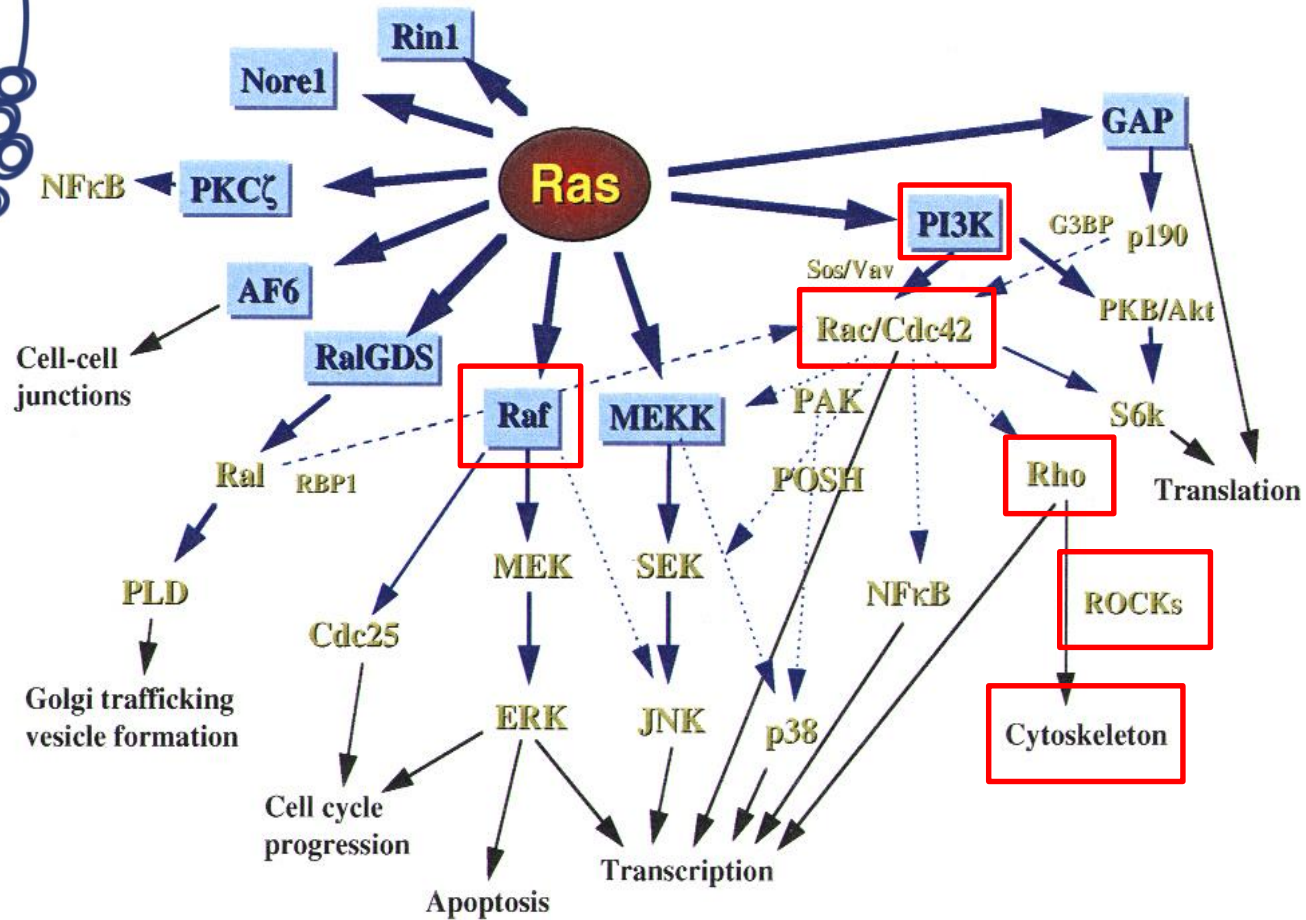 Rin1
Nore1
GAP
Ras
NFκB
PKCζ
PI3K
G3BP
p190
Sos/Vav
AF6
PKB/Akt
Rac/Cdc42
Cell-cell
junctions
RalGDS
Raf
MEKK
PAK
S6k
Ral
RBP1
POSH
Rho
Translation
MEK
SEK
NFκB
ROCKs
PLD
Cdc25
Golgi trafficking
vesicle formation
ERK
JNK
p38
Cytoskeleton
Cell cycle
progression
Transcription
Apoptosis